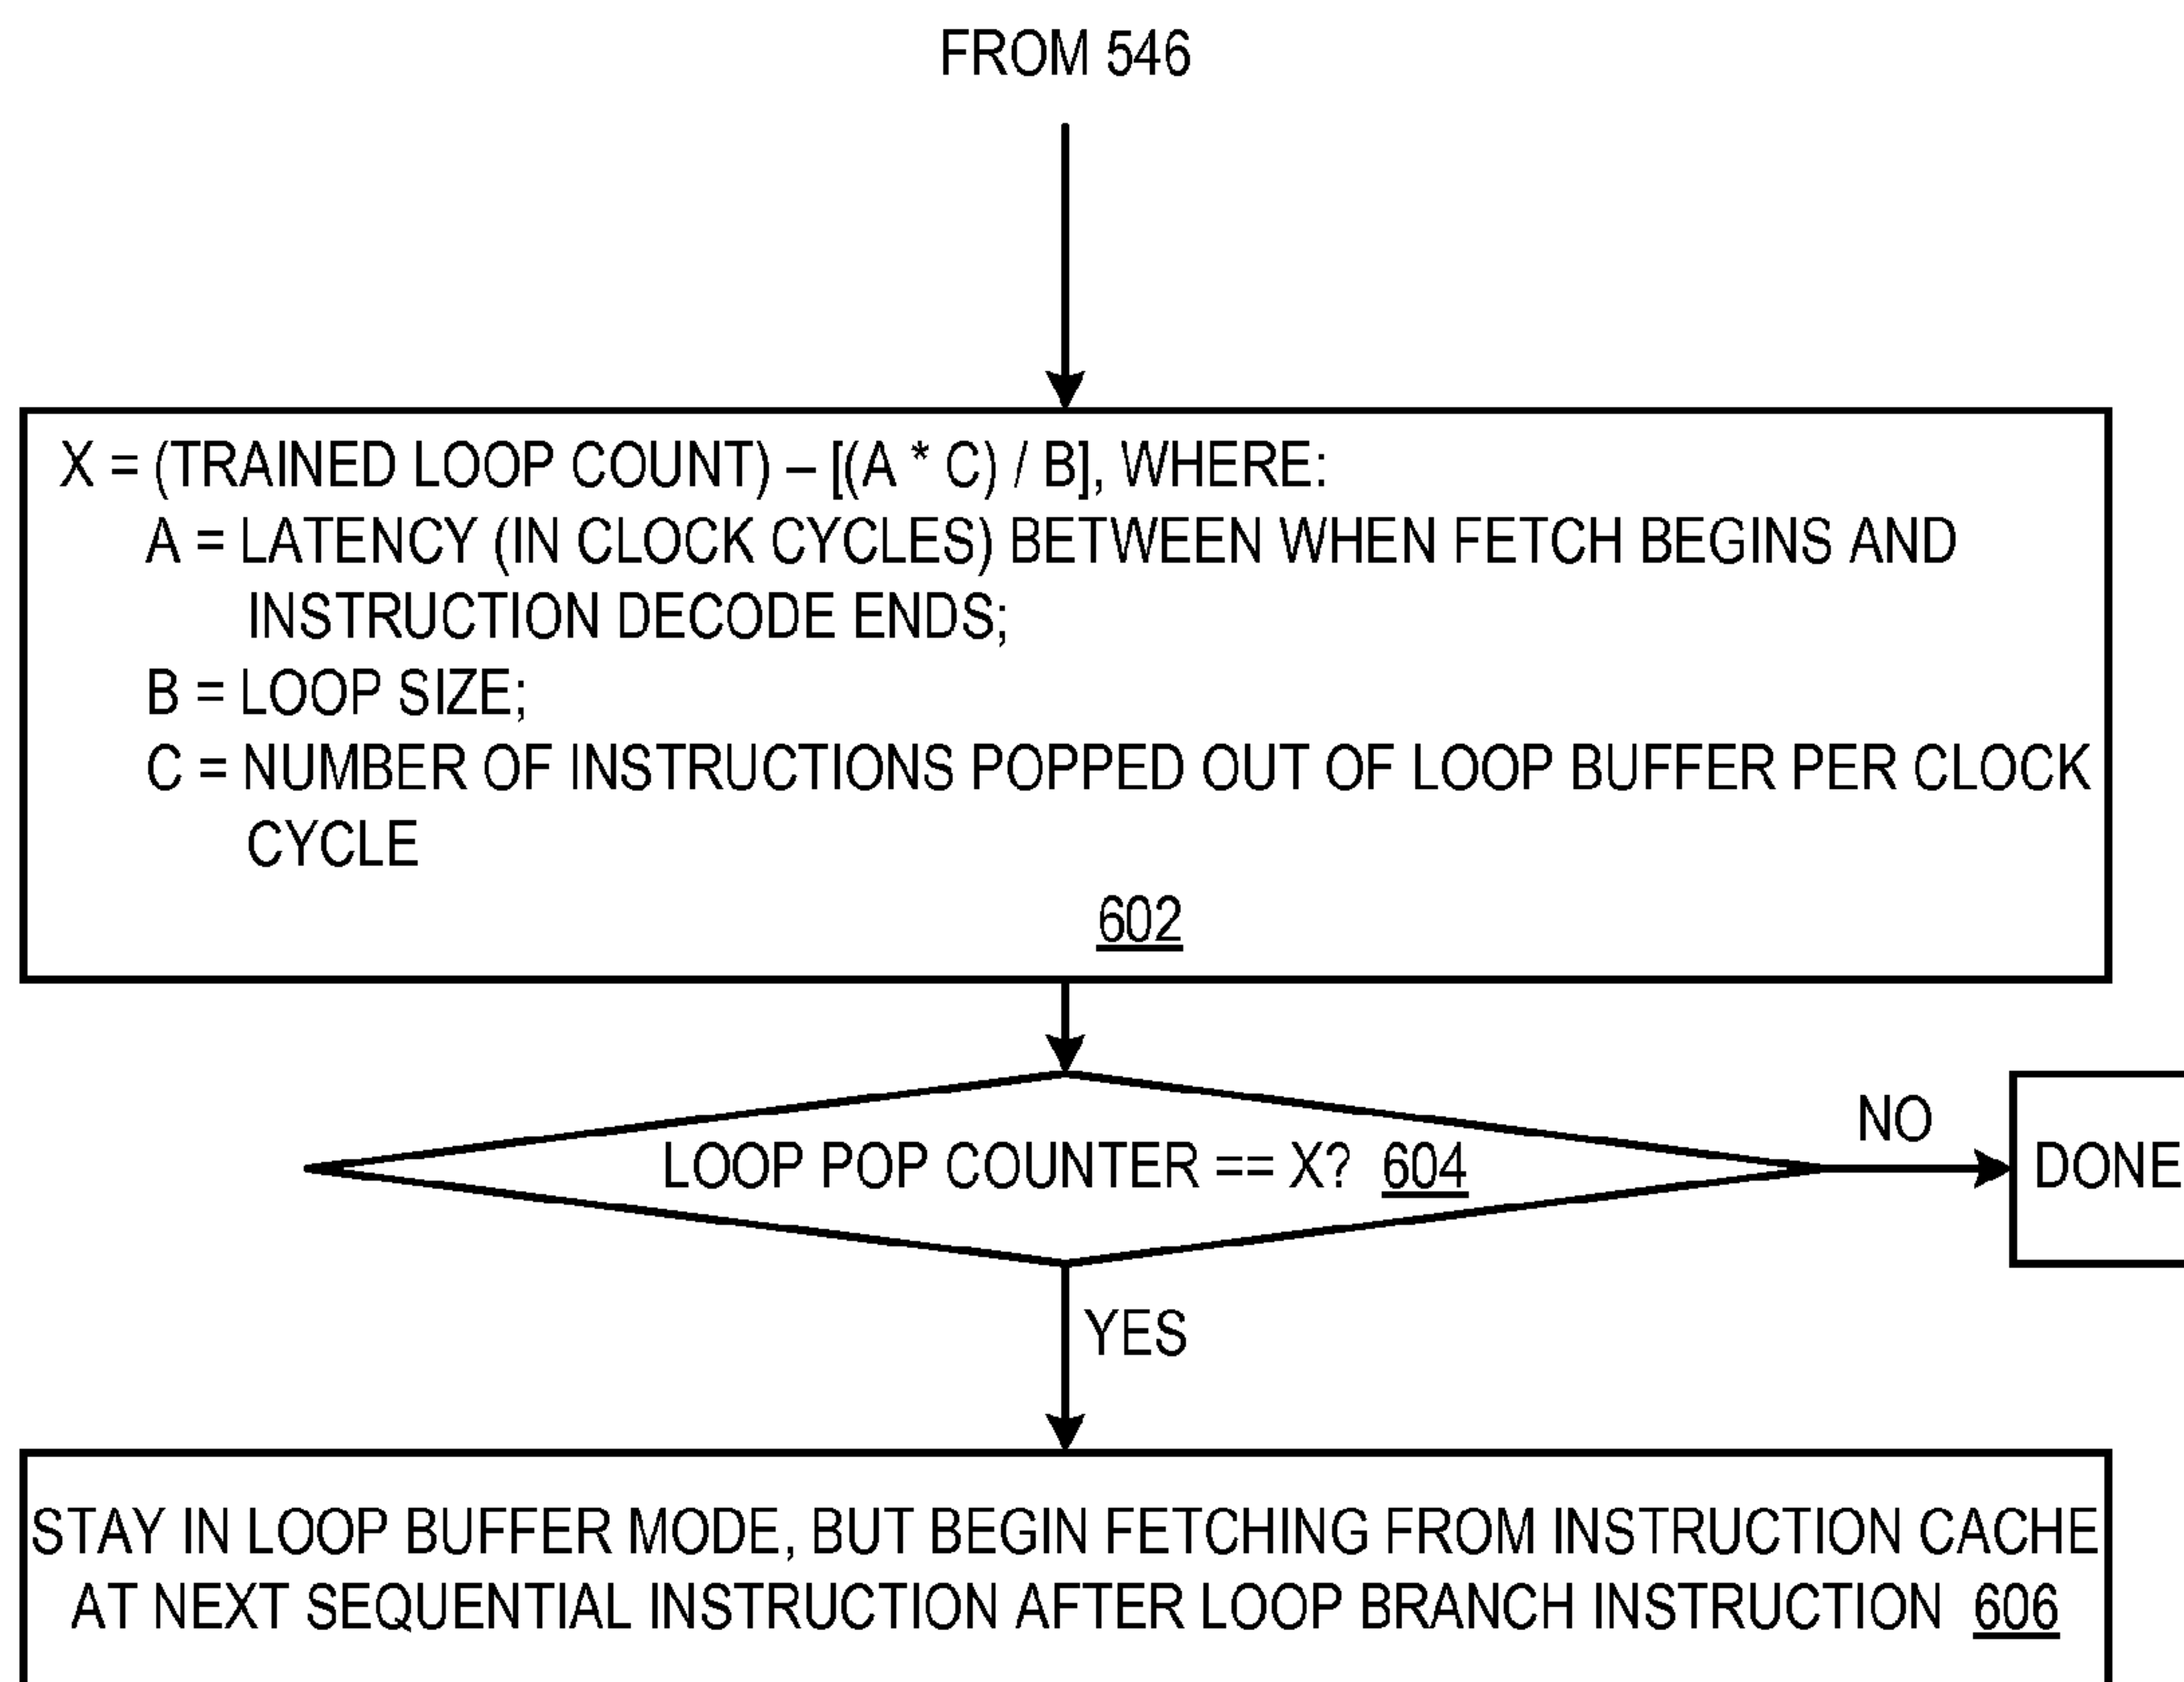 FROM 546
X = (TRAINED LOOP COUNT) – [(A * C) / B], WHERE:
A = LATENCY (IN CLOCK CYCLES) BETWEEN WHEN FETCH BEGINS AND
INSTRUCTION DECODE ENDS;
B = LOOP SIZE;
C = NUMBER OF INSTRUCTIONS POPPED OUT OF LOOP BUFFER PER CLOCK
CYCLE
602
NO
LOOP POP COUNTER == X? 604
DONE
YES
STAY IN LOOP BUFFER MODE, BUT BEGIN FETCHING FROM INSTRUCTION CACHE
AT NEXT SEQUENTIAL INSTRUCTION AFTER LOOP BRANCH INSTRUCTION 606